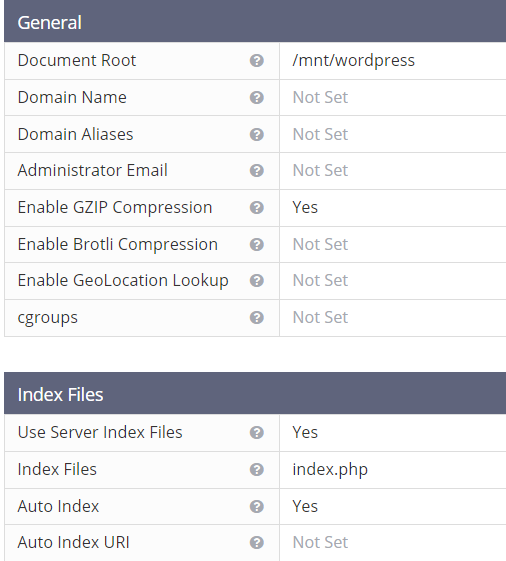 General
Document Root /mnt/wordpress
Domain Name Not Set
Domain Aliases Not Set
Administrator Email Not Set
Enable GZIP Compression Yes
Enable Brotli Compression Not Set
Enable GeoLocation Lookup Not Set
cgroups Not Set
Index Files
Use Server Index Files Yes
Index Files index.php
Auto Index Yes
Auto Index URI Not Set